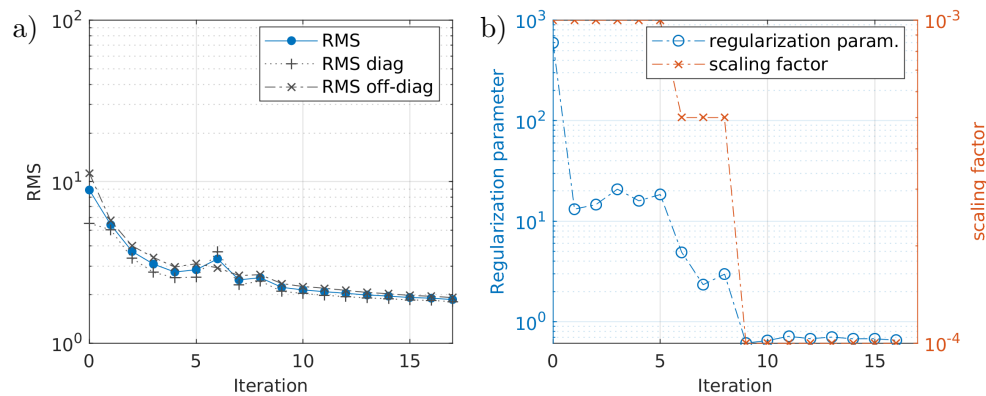 a)
RMS
10^2
10^1
10^0
RMS
RMS diag
RMS off-diag
0 5 10 15
Iteration
b)
Regularization parameter
10^3
10^2
10^1
10^0
regularization param.
scaling factor
10^-3
10^-4
scaling factor
0 5 10 15
Iteration